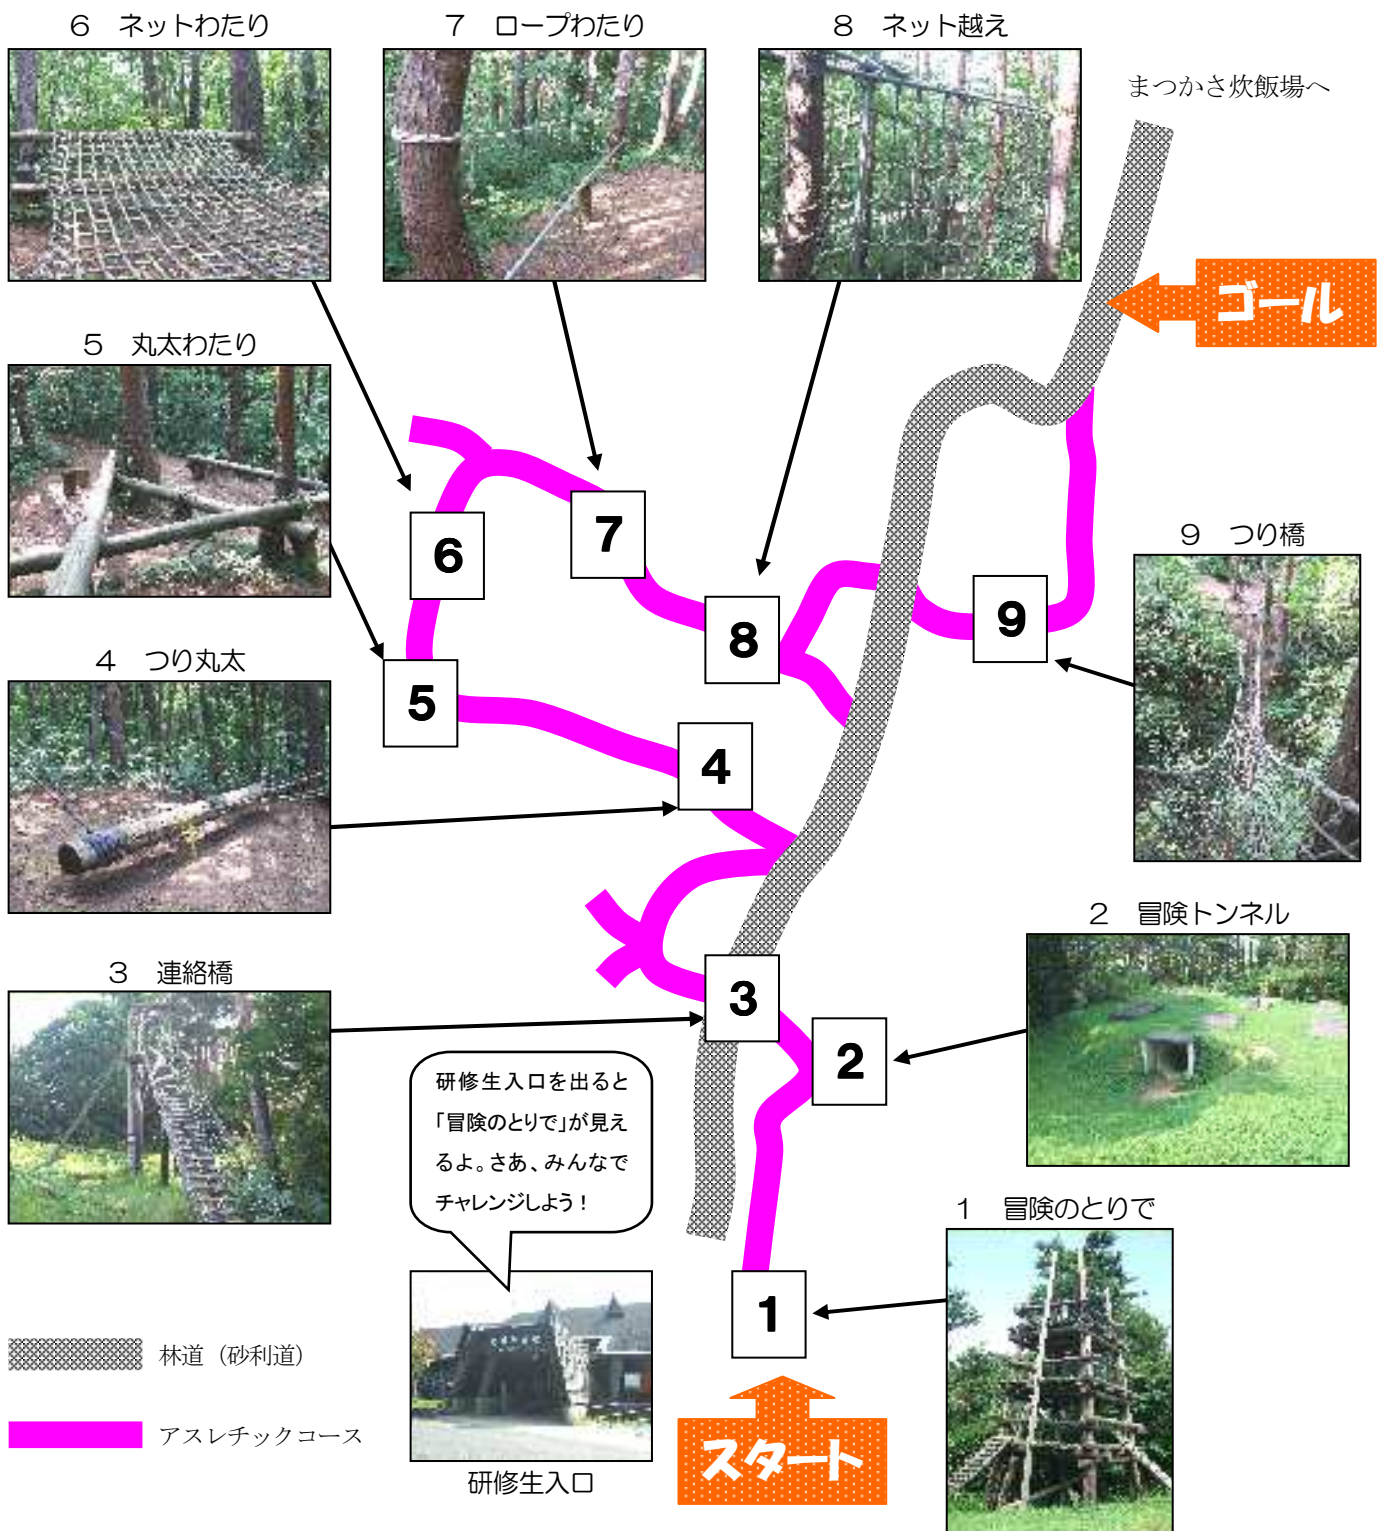 6 ネットわたり
7 ロープわたり
8 ネット越え
まつかさ炊飯場へ
ゴール
5 丸太わたり
9 つり橋
4 つり丸太
2 冒険トンネル
3 連絡橋
1 冒険のとりで
6
7
8
9
5
4
3
2
1
研修生入口を出ると
「冒険のとりで」が見え
るよ。さあ、みんなで
チャレンジしよう！
研修生入口
スタート
林道（砂利道）
アスレチックコース